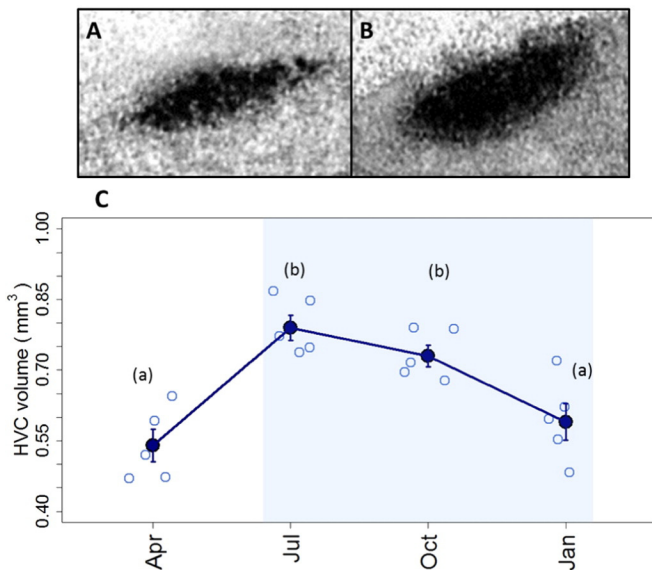 A
B
C
HVC volume ( mm³ )
1.00
0.85
0.70
0.55
0.40
(a)
(b)
(b)
(a)
Apr
Jul
Oct
Jan